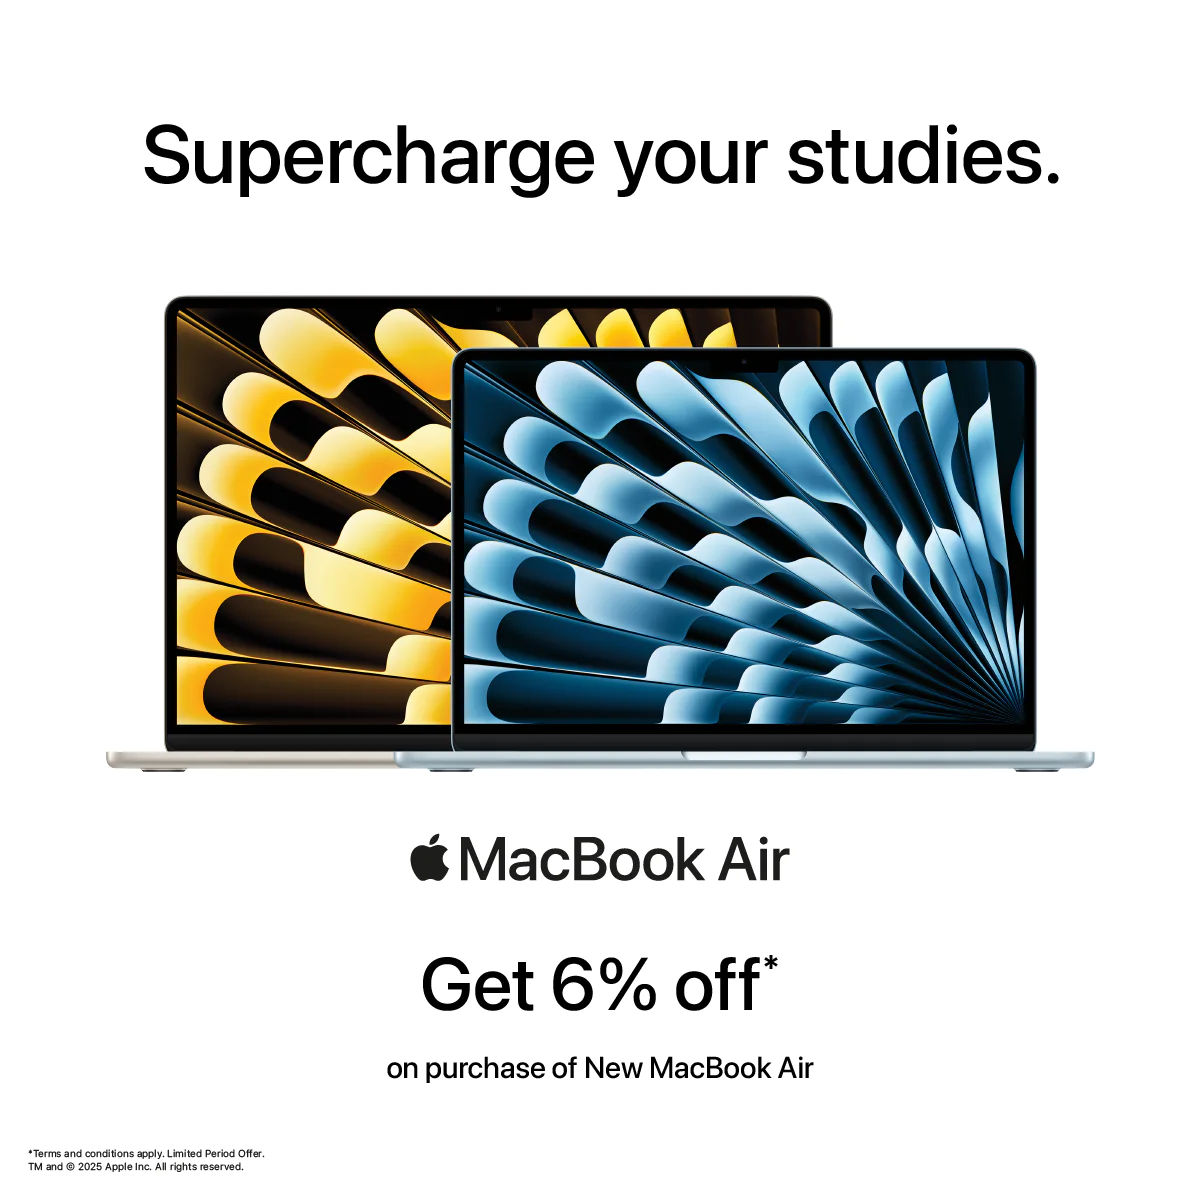 Supercharge your studies.
MacBook Air
Get 6% off*
on purchase of New MacBook Air
*Terms and conditions apply. Limited Period Offer.
TM and © 2025 Apple Inc. All rights reserved.